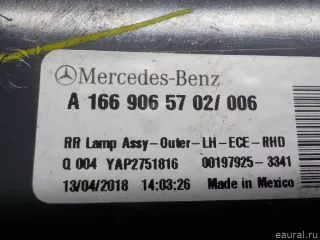 Mercedes-Benz
A 166 906 57 02/ 006
RR Lamp Assy-Outer-LH-ECE-RHD
Q 004 YAP2751816 00197925-3341
13/04/2018 14:03:26 Made in Mexico
eaural.ru